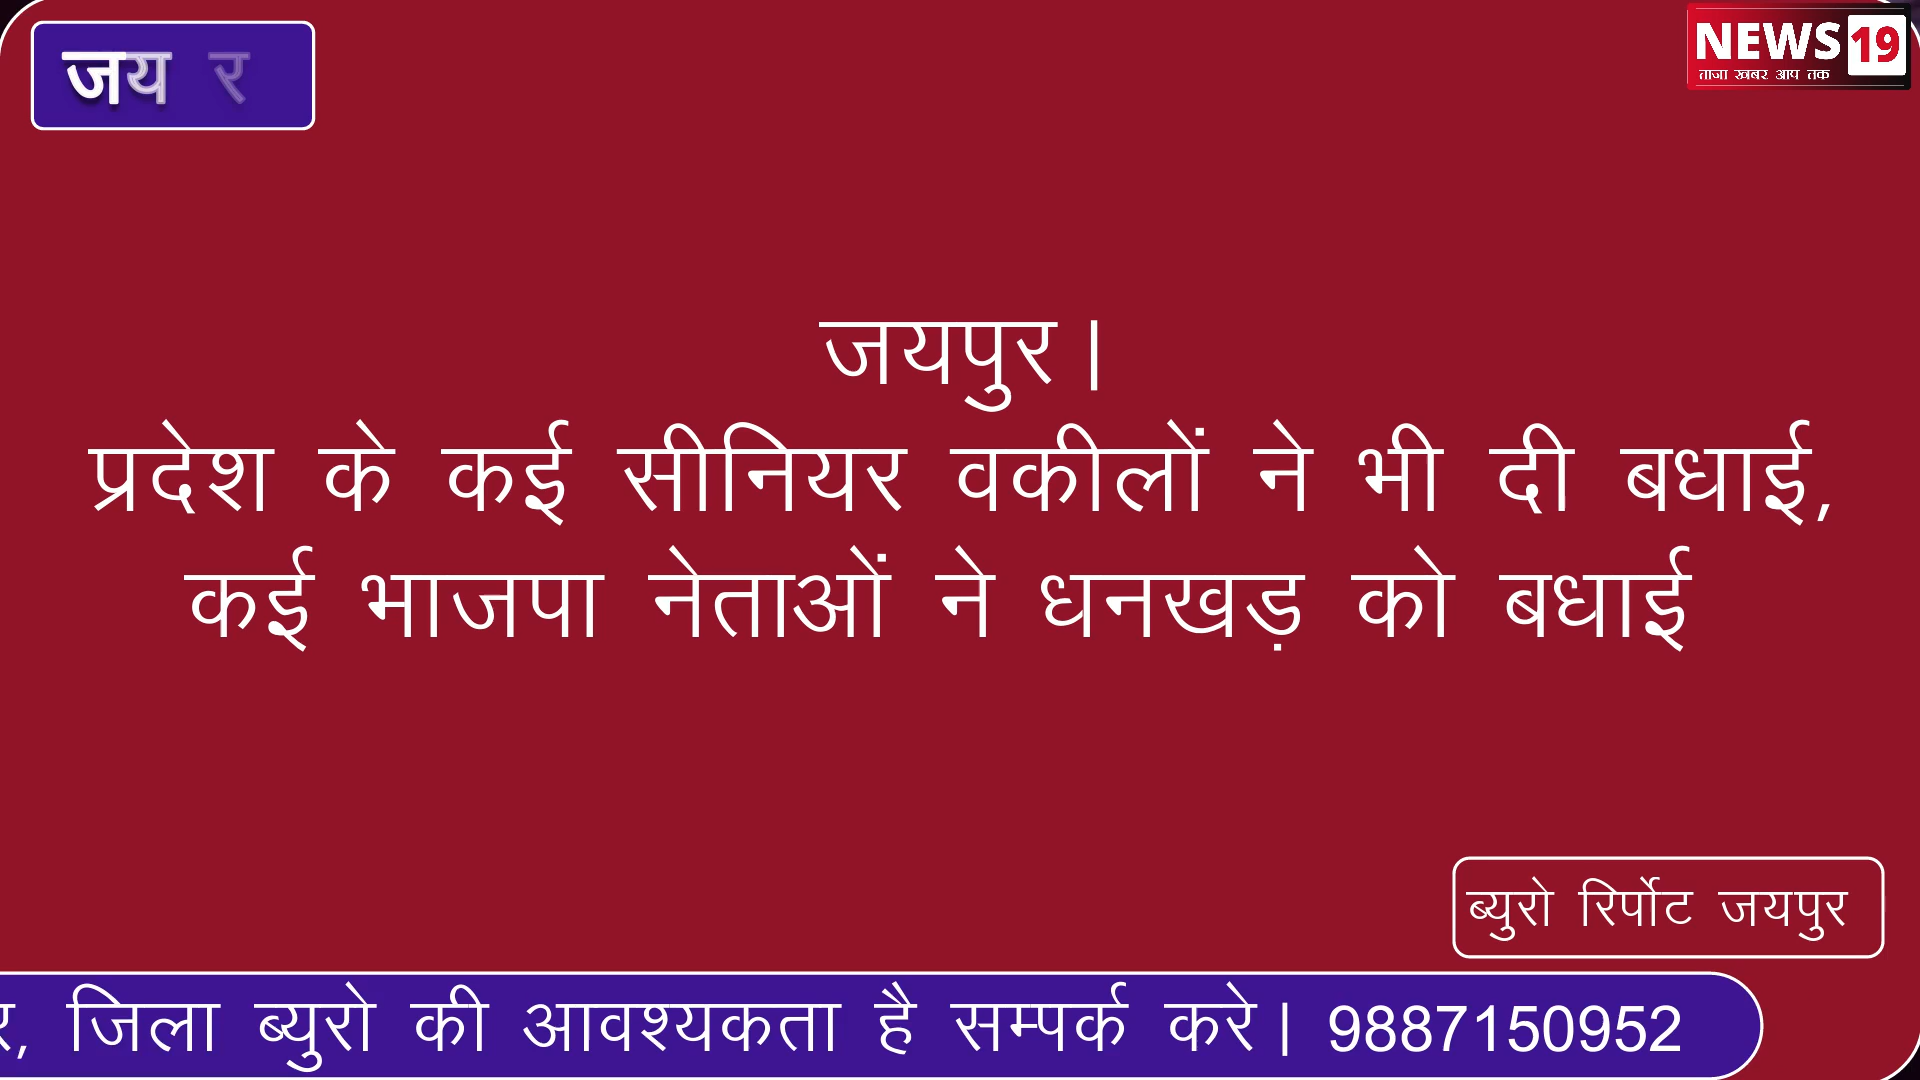 जय र
NEWS 19
ताजा खबर आप तक
जयपुर।
प्रदेश के कई सीनियर वकीलों ने भी दी बधाई,
कई भाजपा नेताओं ने धनखड़ को बधाई
ब्युरो रिर्पोट जयपुर
र, जिला ब्युरो की आवश्यकता है सम्पर्क करे। 9887150952